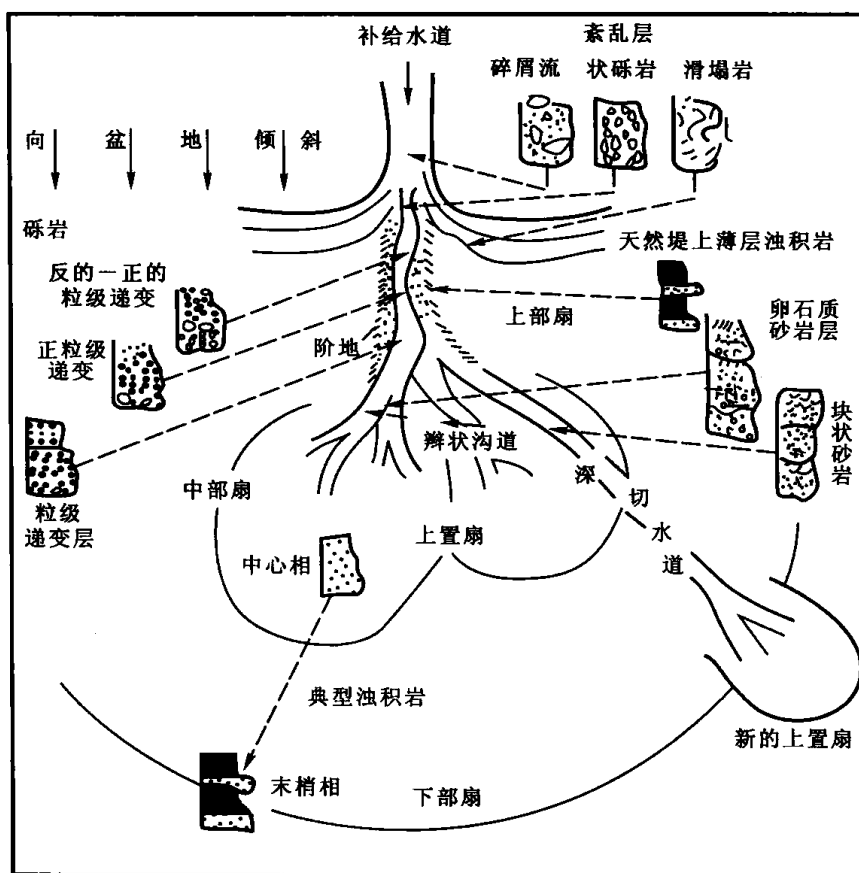 补给水道
紊乱层
碎屑流
状砾岩
滑塌岩
向盆地倾斜
砾岩
天然堤上薄层浊积岩
反的一正的
粒级递变
上部扇
卵石质
砂岩层
正粒级
递变
阶地
块状砂岩
辫状沟道
中部扇
深切水道
粒级
递变层
上置扇
中心相
典型浊积岩
新的上置扇
末梢相
下部扇